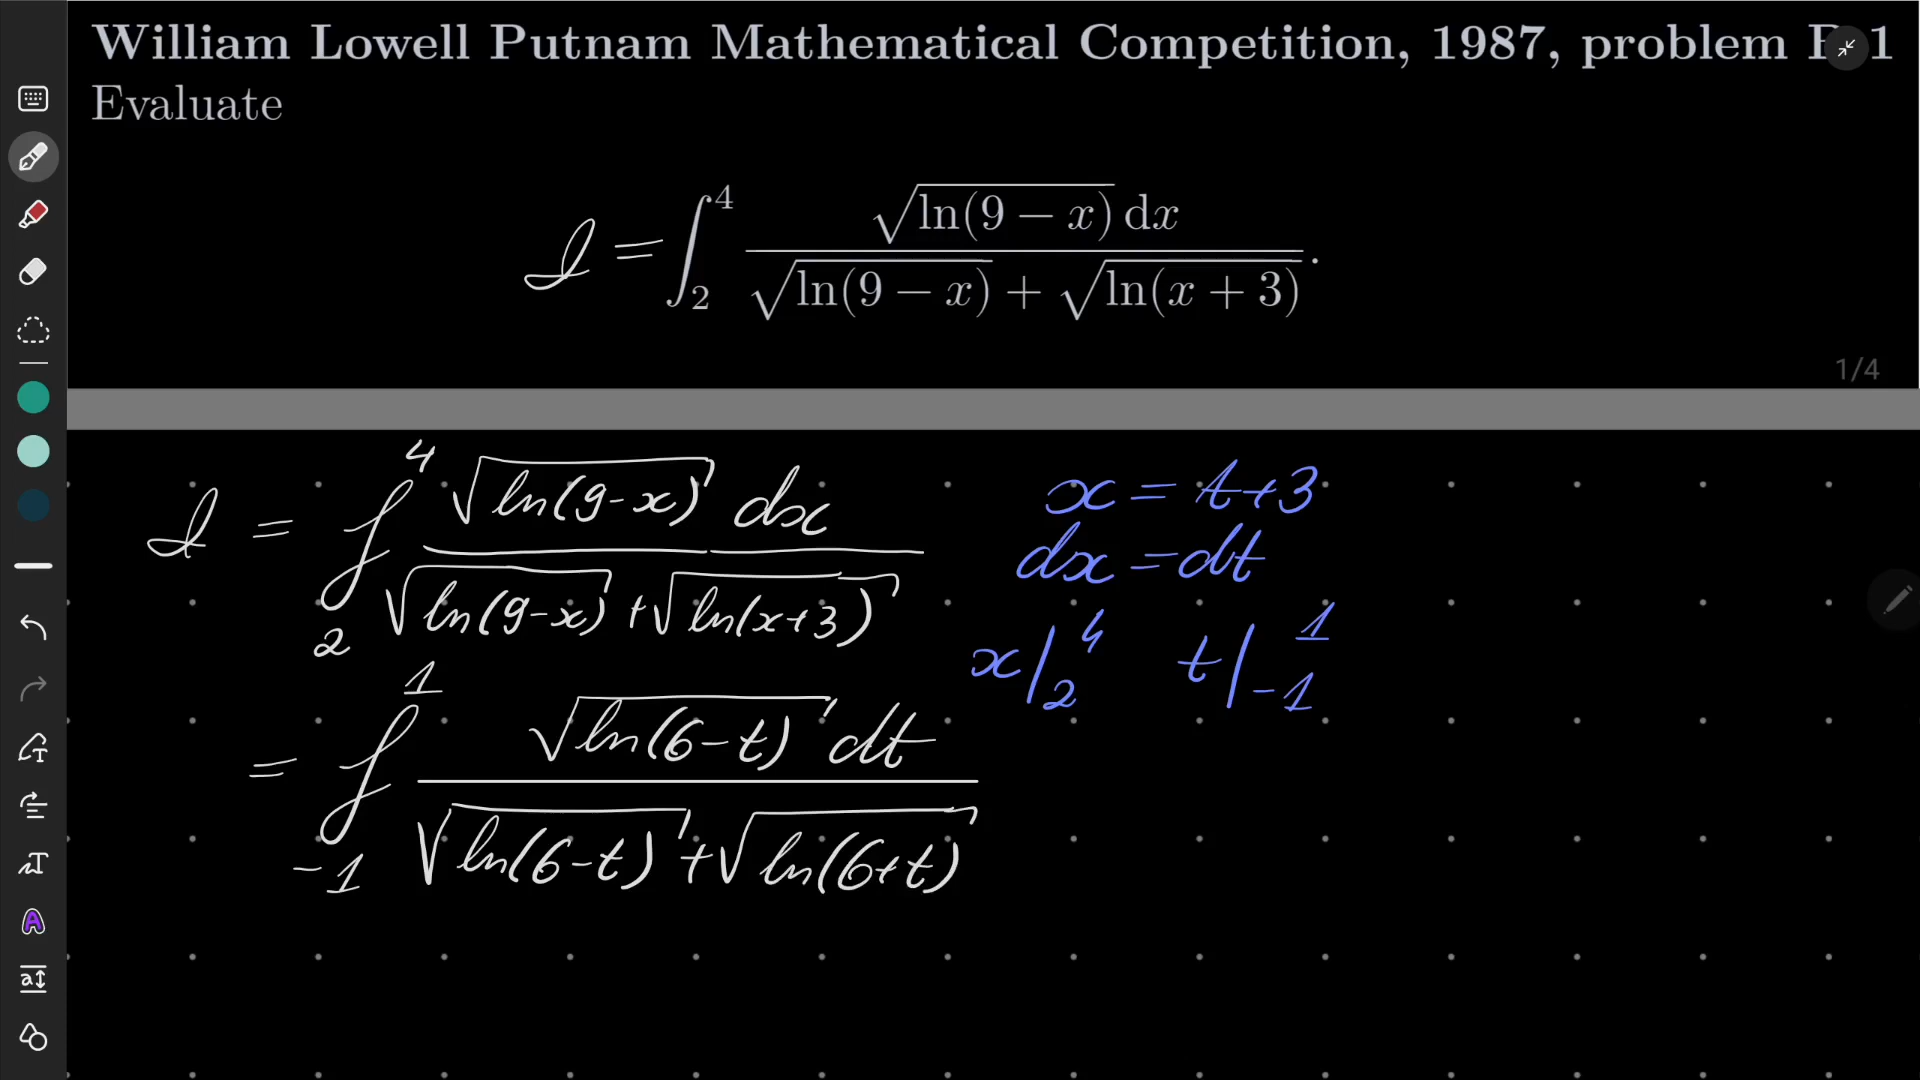 William Lowell Putnam Mathematical Competition, 1987, problem B 1
Evaluate
I = ∫_2^4 √ln(9 − x) dx / (√ln(9 − x) + √ln(x + 3)).
1/4
I = ∫_2^4 √ln(9-x) dx / (√ln(9-x) + √ln(x+3))
x = t+3
dx = dt
x|_2^4 t|_-1^1
= ∫_-1^1 √ln(6-t) dt / (√ln(6-t) + √ln(6+t))